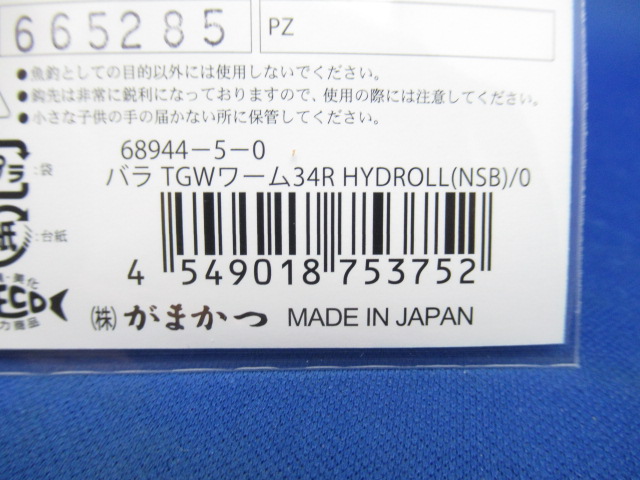 665285 PZ
●魚釣としての目的以外には使用しないでください。
●鈎先は非常に鋭利になっておりますので、使用の際には注意してください。
●小さな子供の手の届かない所に保管してください。
68944-5-0
プラ :袋
バラ TGWワーム34R HYDROLL(NSB)/0
紙 :台紙
4 549018 753752
(株) がまかつ MADE IN JAPAN